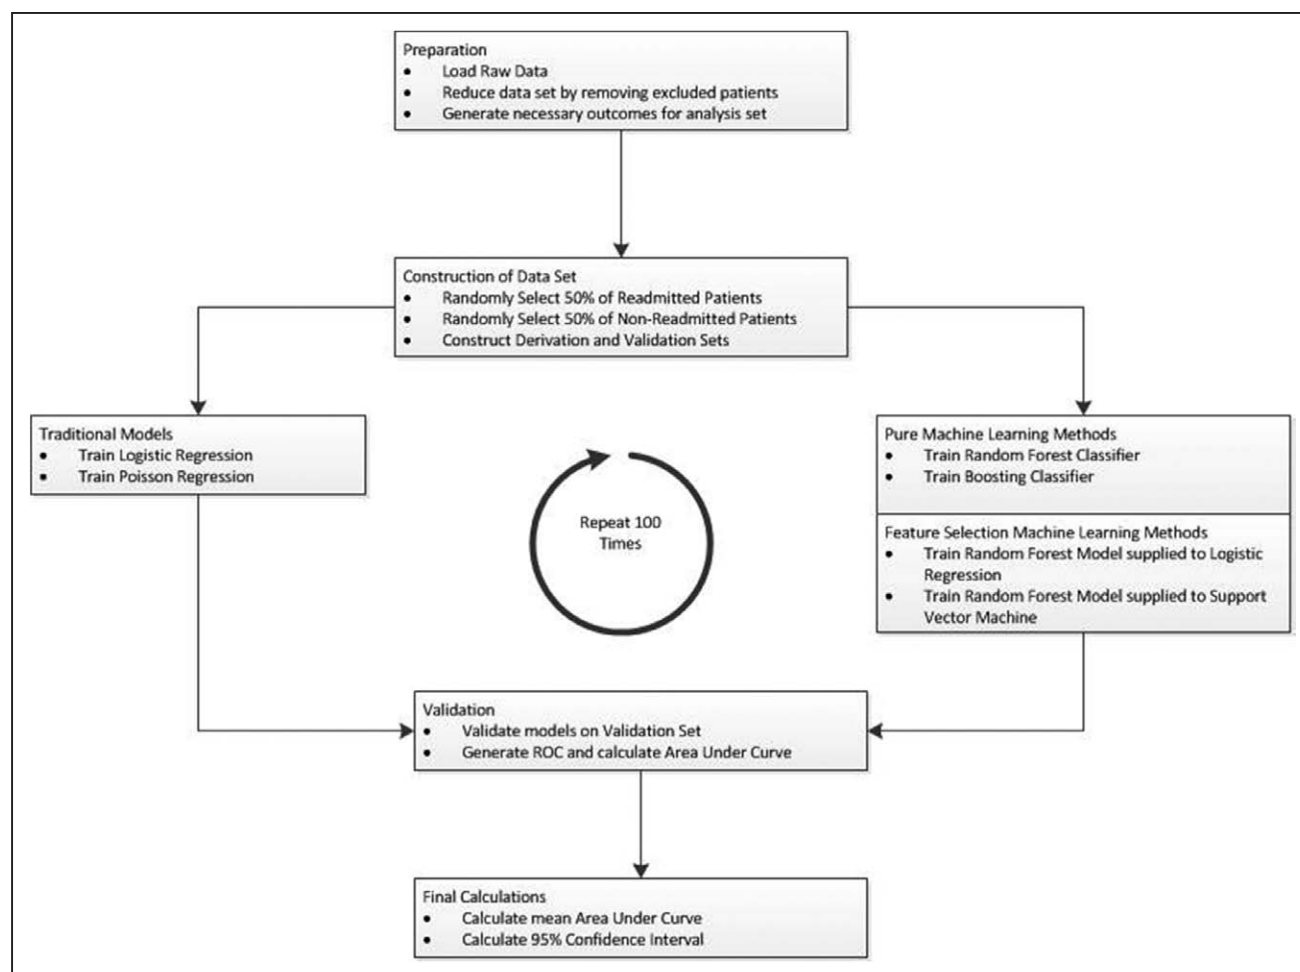 Preparation
• Load Raw Data
• Reduce data set by removing excluded patients
• Generate necessary outcomes for analysis set
Construction of Data Set
• Randomly Select 50% of Readmitted Patients
• Randomly Select 50% of Non-Readmitted Patients
• Construct Derivation and Validation Sets
Traditional Models
• Train Logistic Regression
• Train Poisson Regression
Repeat 100
Times
Pure Machine Learning Methods
• Train Random Forest Classifier
• Train Boosting Classifier
Feature Selection Machine Learning Methods
• Train Random Forest Model supplied to Logistic
Regression
• Train Random Forest Model supplied to Support
Vector Machine
Validation
• Validate models on Validation Set
• Generate ROC and calculate Area Under Curve
Final Calculations
• Calculate mean Area Under Curve
• Calculate 95% Confidence Interval